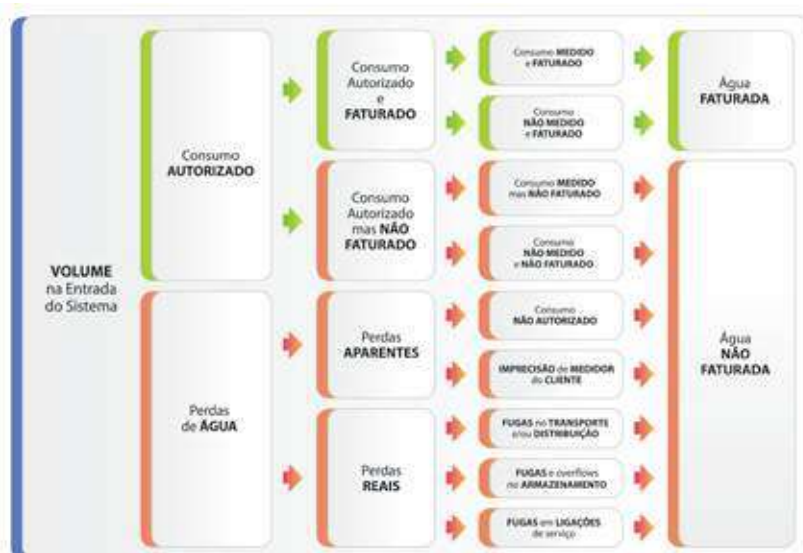 VOLUME
na Entrada
do Sistema
Consumo
AUTORIZADO
Perdas
de ÁGUA
Consumo
Autorizado
e
FATURADO
Consumo
Autorizado
mas NÃO
FATURADO
Perdas
APARENTES
Perdas
REAIS
Consumo MEDIDO
e FATURADO
Consumo
NÃO MEDIDO
e FATURADO
Consumo MEDIDO
mas NÃO FATURADO
Consumo
NÃO MEDIDO
e NÃO FATURADO
Consumo
NÃO AUTORIZADO
IMPRECISÃO de MEDIDOR
do CLIENTE
FUGAS no TRANSPORTE
e/ou DISTRIBUIÇÃO
FUGAS e overflows
no ARMAZENAMENTO
FUGAS em LIGAÇÕES
de serviço
Água
FATURADA
Água
NÃO
FATURADA